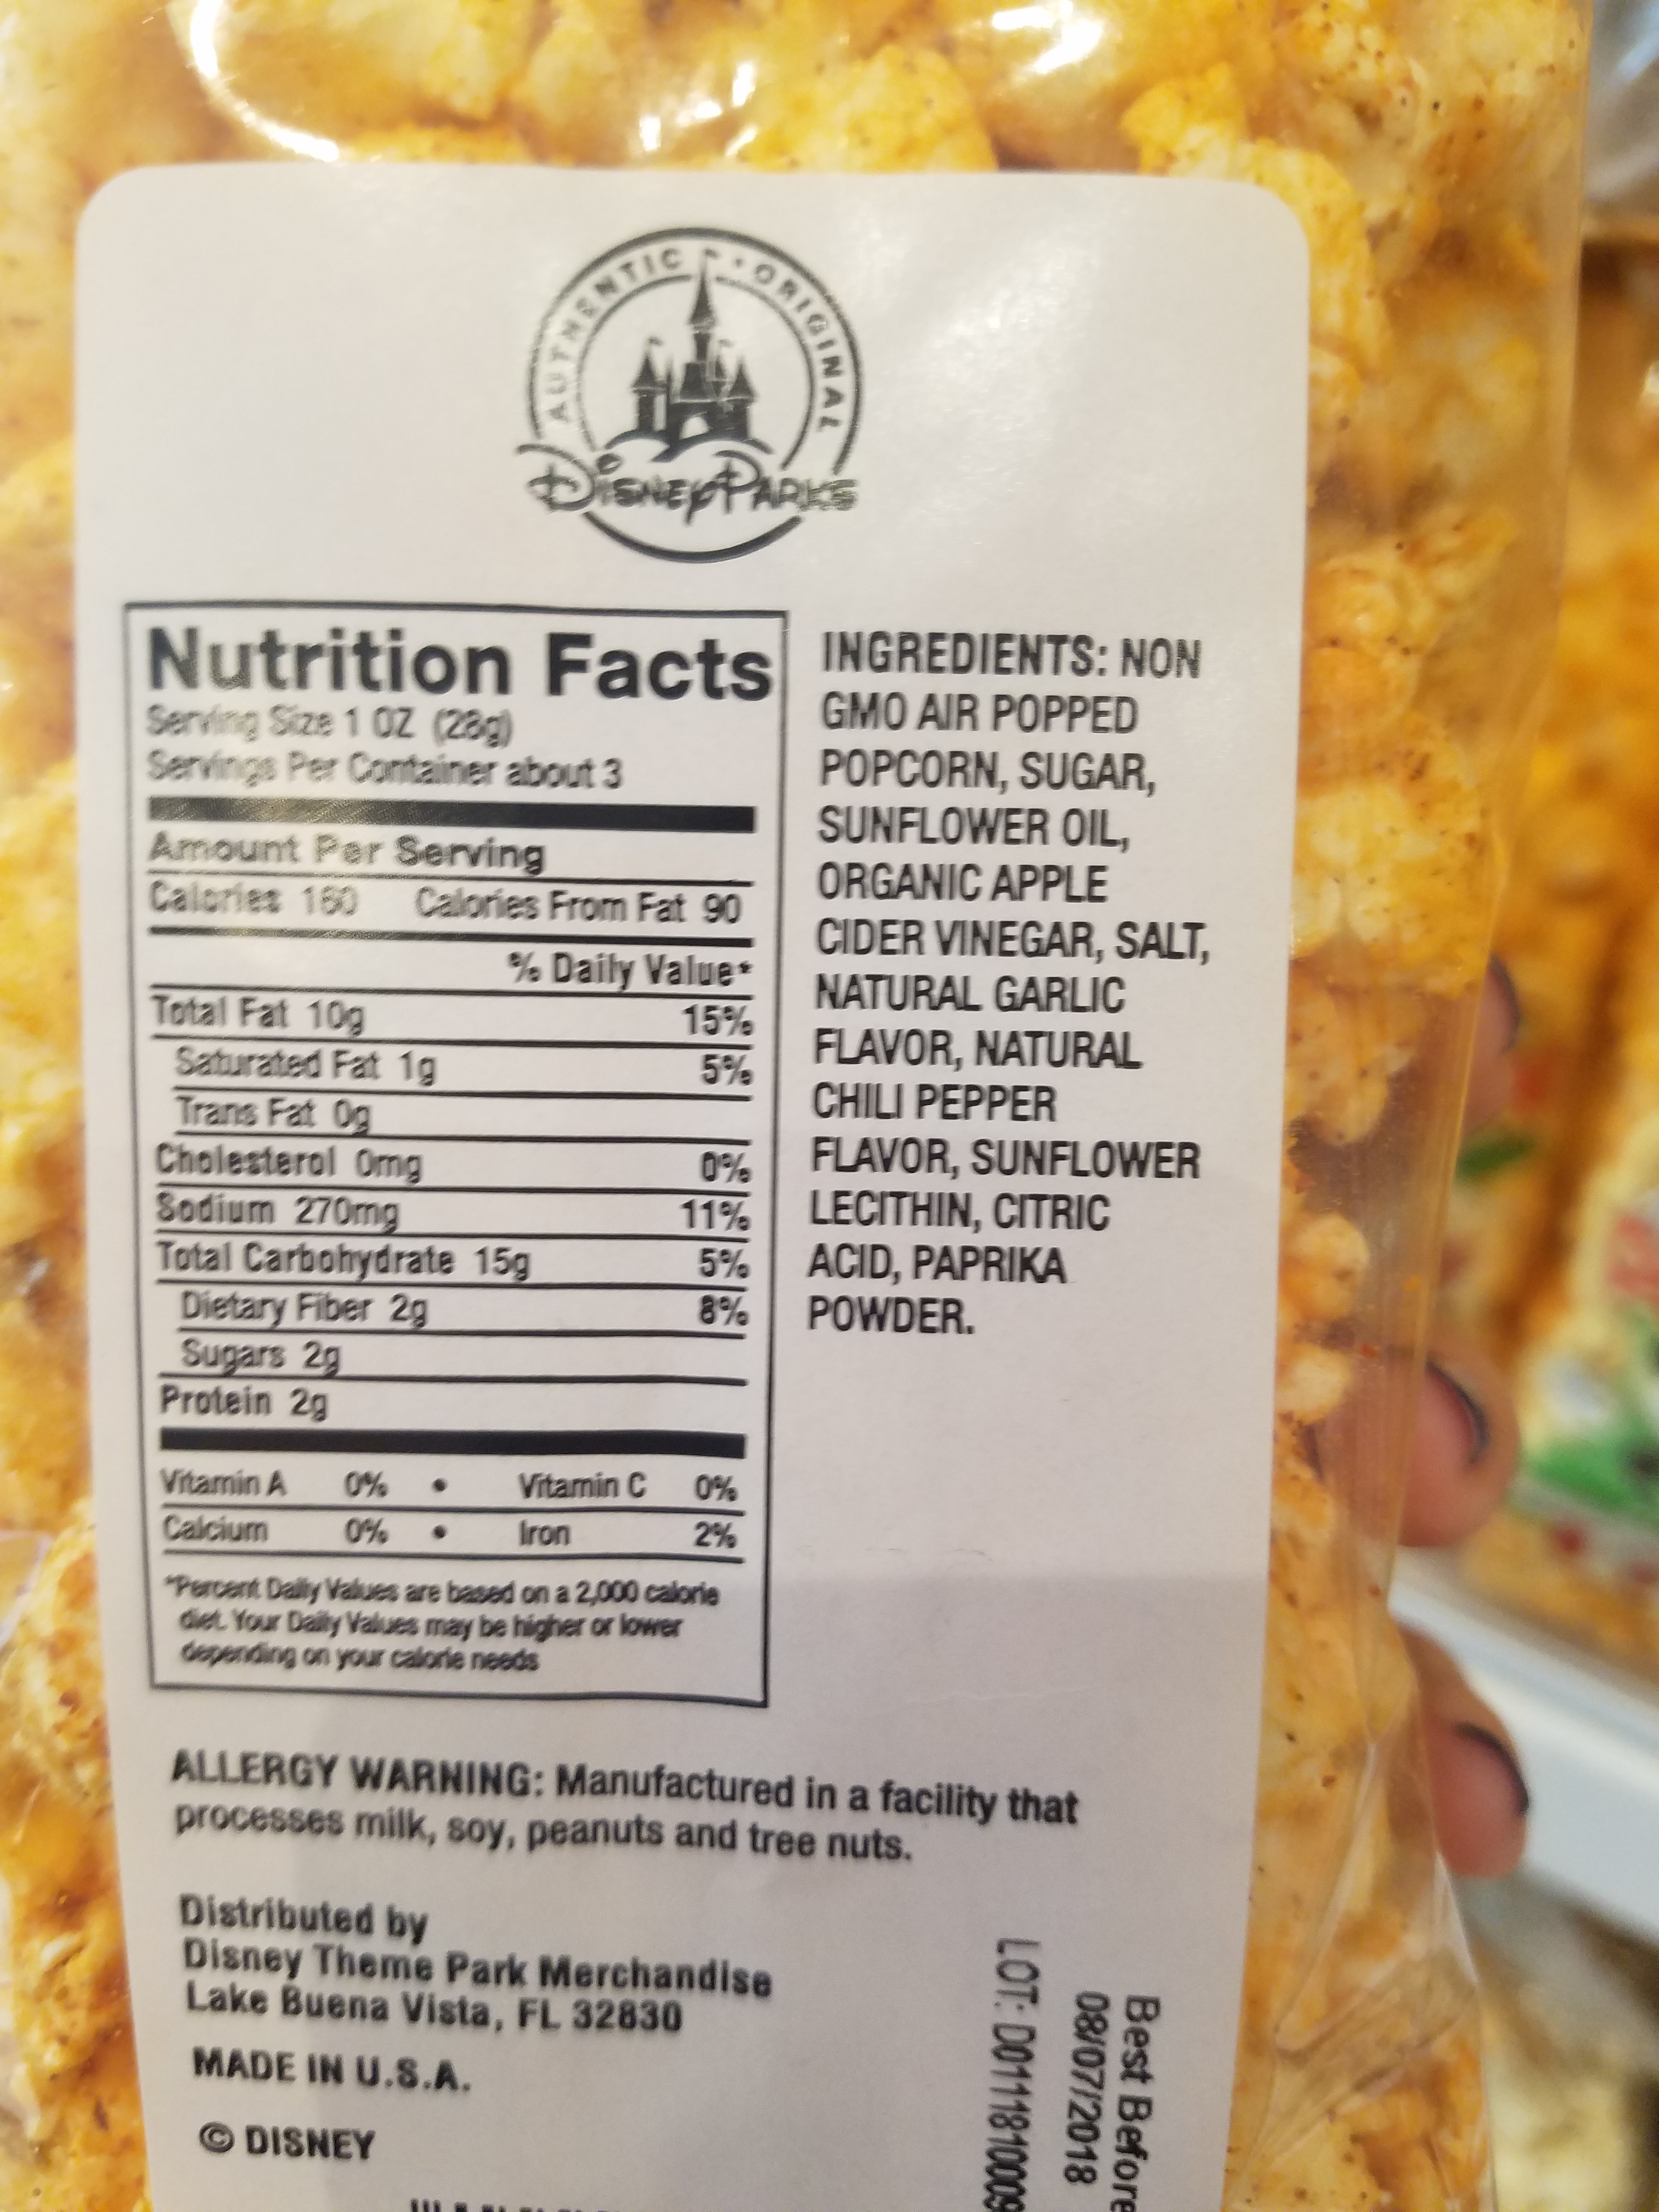 AUTHENTIC • ORIGINAL
Disney Parks
Nutrition Facts
Serving Size 1 OZ (28g)
Servings Per Container about 3
Amount Per Serving
Calories 160 Calories From Fat 90
% Daily Value*
Total Fat 10g 15%
Saturated Fat 1g 5%
Trans Fat 0g
Cholesterol 0mg 0%
Sodium 270mg 11%
Total Carbohydrate 15g 5%
Dietary Fiber 2g 8%
Sugars 2g
Protein 2g
Vitamin A 0% • Vitamin C 0%
Calcium 0% • Iron 2%
*Percent Daily Values are based on a 2,000 calorie
diet. Your Daily Values may be higher or lower
depending on your calorie needs
INGREDIENTS: NON
GMO AIR POPPED
POPCORN, SUGAR,
SUNFLOWER OIL,
ORGANIC APPLE
CIDER VINEGAR, SALT,
NATURAL GARLIC
FLAVOR, NATURAL
CHILI PEPPER
FLAVOR, SUNFLOWER
LECITHIN, CITRIC
ACID, PAPRIKA
POWDER.
ALLERGY WARNING: Manufactured in a facility that
processes milk, soy, peanuts and tree nuts.
Distributed by
Disney Theme Park Merchandise
Lake Buena Vista, FL 32830
MADE IN U.S.A.
© DISNEY
Best Before
08/07/2018
LOT: D0111810009